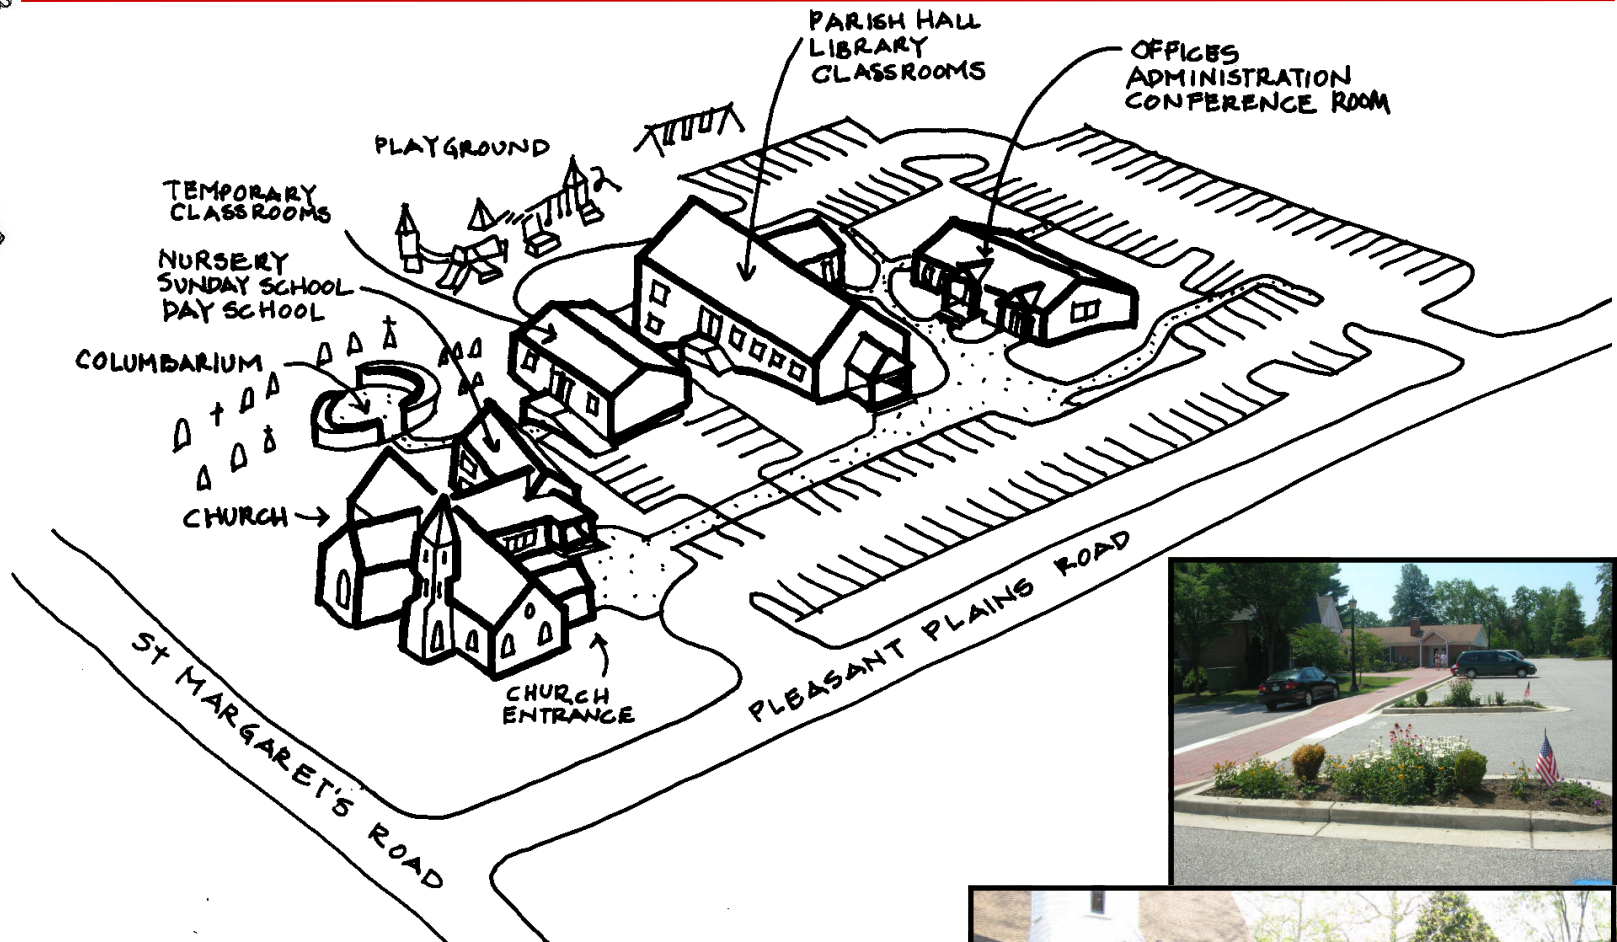 PARISH HALL
LIBRARY
CLASSROOMS
OFFICES
ADMINISTRATION
CONFERENCE ROOM
PLAYGROUND
TEMPORARY
CLASSROOMS
NURSERY
SUNDAY SCHOOL
DAY SCHOOL
COLUMBARIUM
CHURCH
CHURCH
ENTRANCE
PLEASANT PLAINS ROAD
ST MARGARET'S ROAD